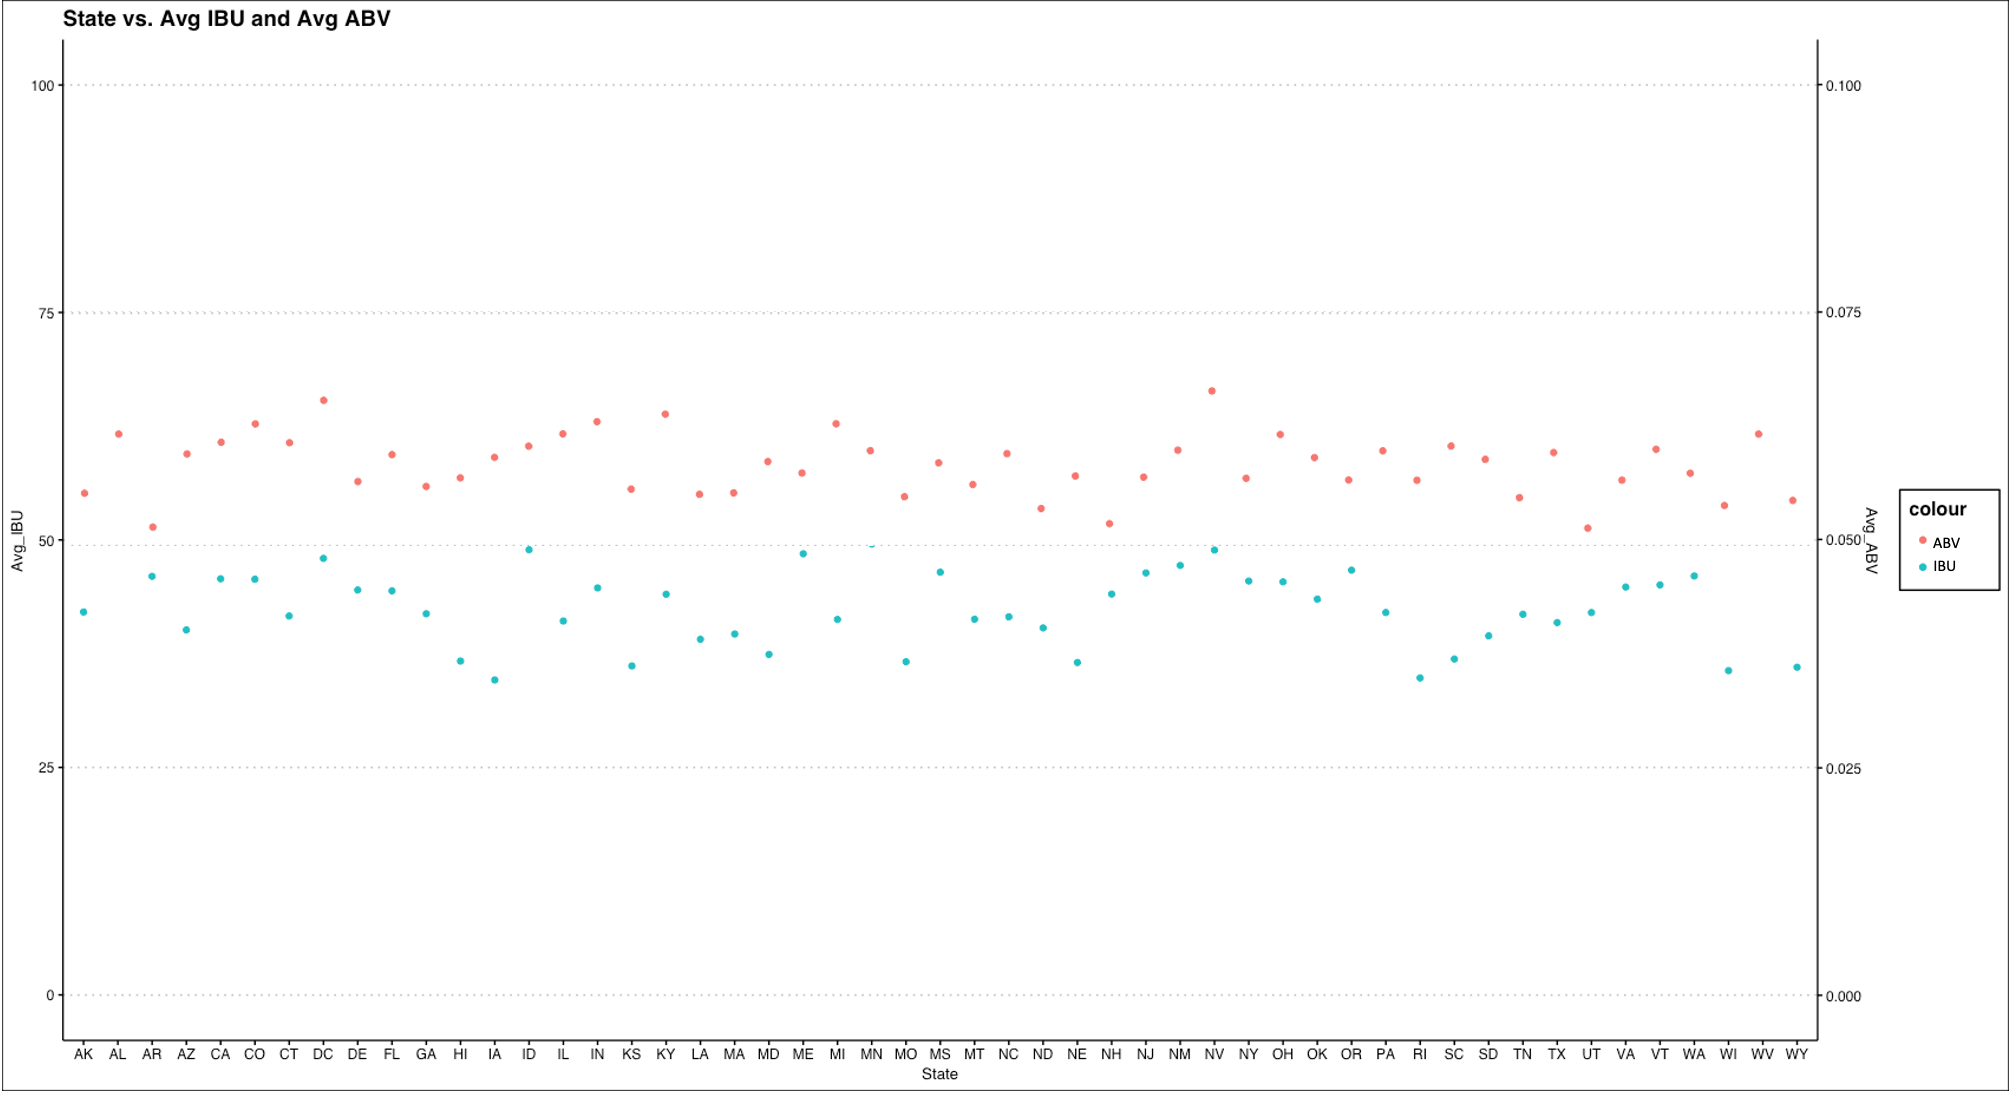 State vs. Avg IBU and Avg ABV
100
75
50
25
0
Avg_IBU
0.100
0.075
0.050
0.025
0.000
Avg_ABV
colour
ABV
IBU
AK AL AR AZ CA CO CT DC DE FL GA HI IA ID IL IN KS KY LA MA MD ME MI MN MO MS MT NC ND NE NH NJ NM NV NY OH OK OR PA RI SC SD TN TX UT VA VT WA WI WV WY
State